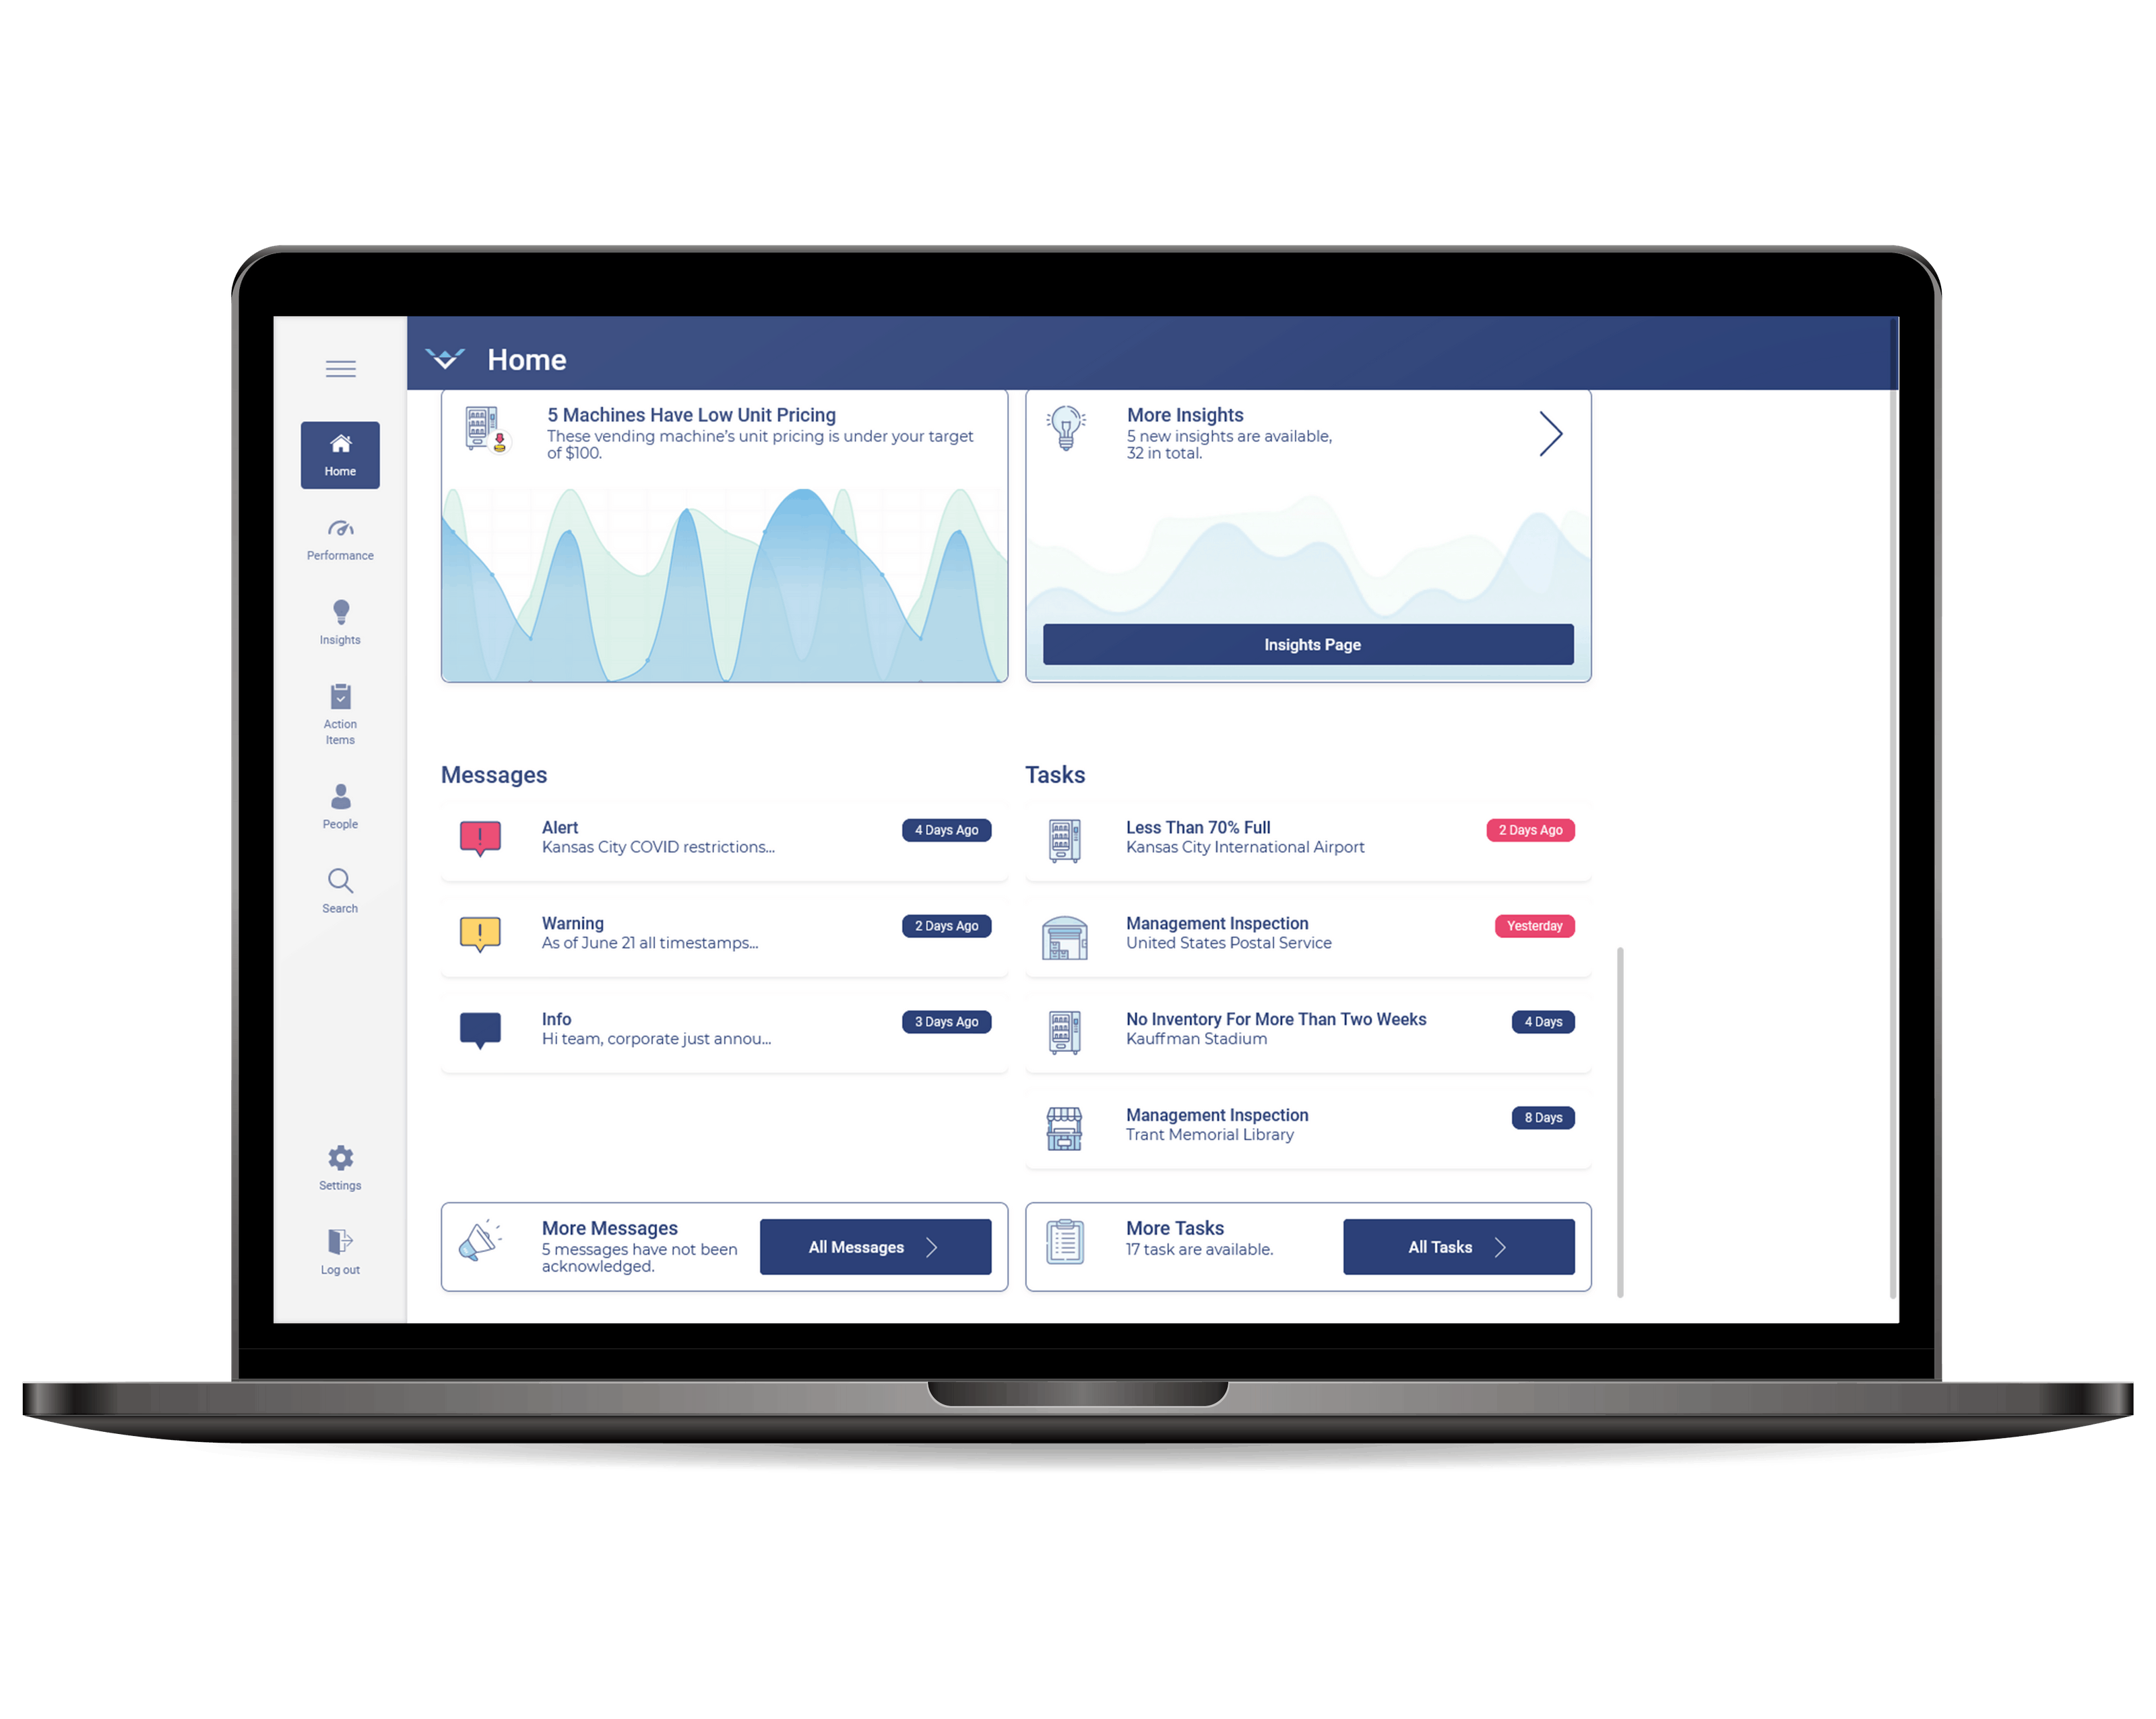 Home
Home
Performance
Insights
Action
Items
People
Search
Settings
Log out
5 Machines Have Low Unit Pricing
These vending machine's unit pricing is under your target
of $100.
More Insights
5 new insights are available,
32 in total.
Insights Page
Messages
Alert
Kansas City COVID restrictions...
4 Days Ago
Warning
As of June 21 all timestamps...
2 Days Ago
Info
Hi team, corporate just annou...
3 Days Ago
More Messages
5 messages have not been
acknowledged.
All Messages
Tasks
Less Than 70% Full
Kansas City International Airport
2 Days Ago
Management Inspection
United States Postal Service
Yesterday
No Inventory For More Than Two Weeks
Kauffman Stadium
4 Days
Management Inspection
Trant Memorial Library
8 Days
More Tasks
17 task are available.
All Tasks